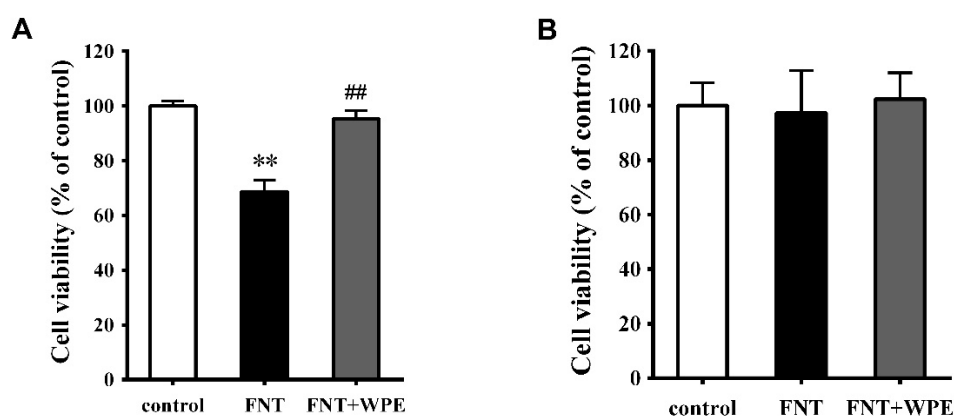 A
Cell viability (% of control)
120
100
80
60
40
20
0
**
##
control FNT FNT+WPE
B
Cell viability (% of control)
120
100
80
60
40
20
0
control FNT FNT+WPE